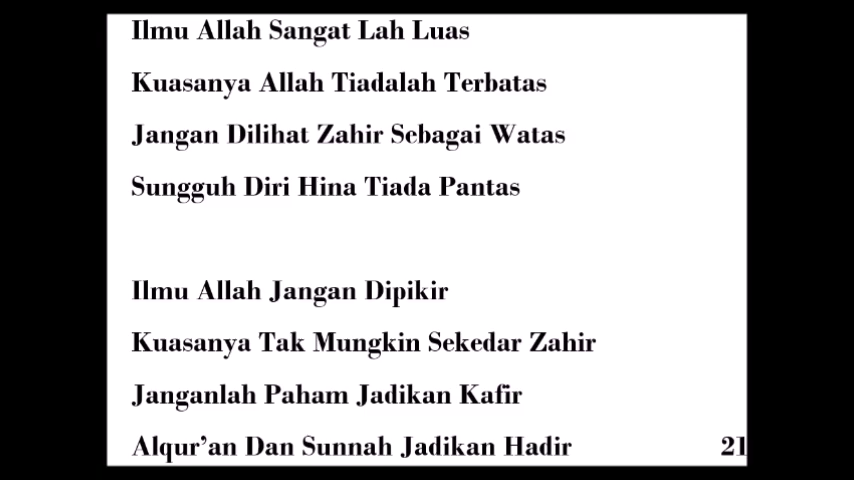 Ilmu Allah Sangat Lah Luas
Kuasanya Allah Tiadalah Terbatas
Jangan Dilihat Zahir Sebagai Watas
Sungguh Diri Hina Tiada Pantas
Ilmu Allah Jangan Dipikir
Kuasanya Tak Mungkin Sekedar Zahir
Janganlah Paham Jadikan Kafir
Alqur’an Dan Sunnah Jadikan Hadir
21